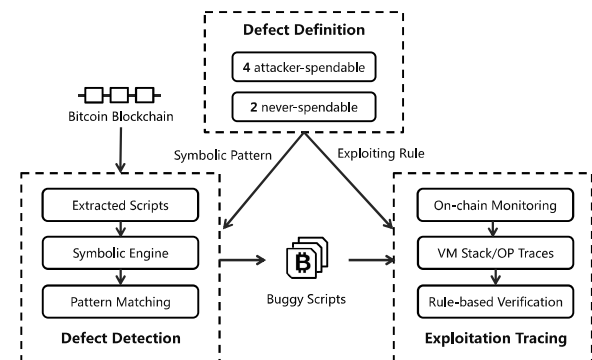 Defect Definition
4 attacker-spendable
2 never-spendable
Bitcoin Blockchain
Symbolic Pattern
Exploiting Rule
Extracted Scripts
Symbolic Engine
Pattern Matching
Defect Detection
Buggy Scripts
On-chain Monitoring
VM Stack/OP Traces
Rule-based Verification
Exploitation Tracing